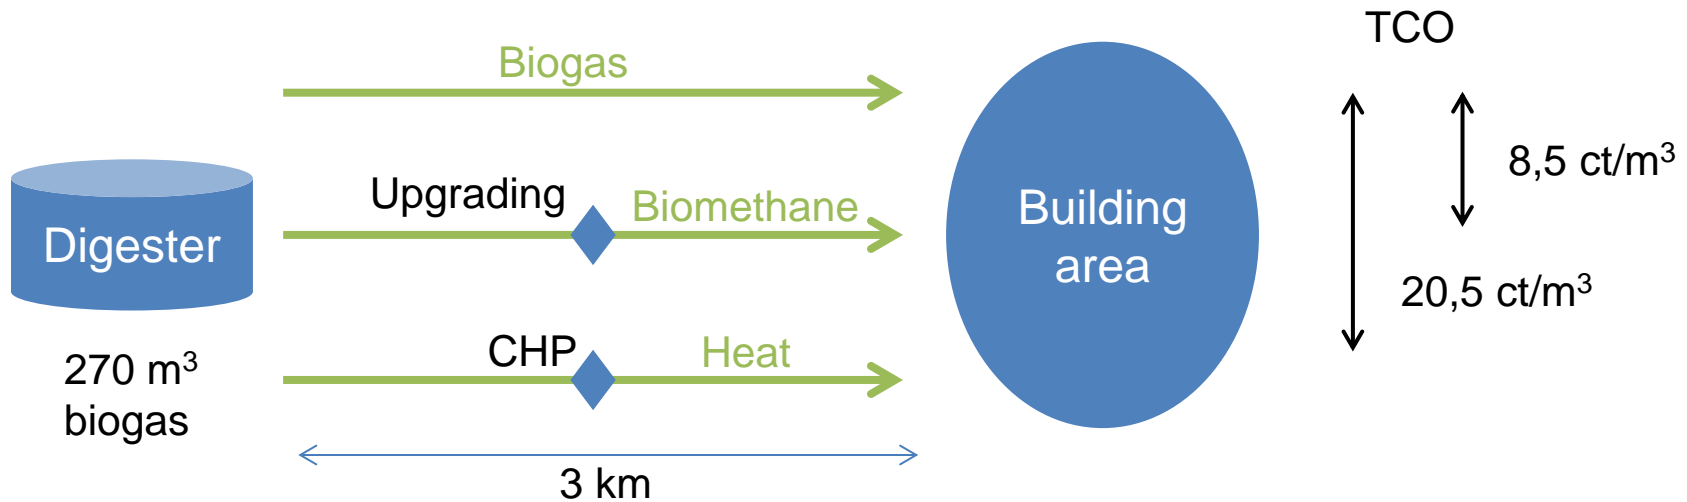 TCO
Biogas
8,5 ct/m³
Upgrading
Biomethane
Building
area
Digester
20,5 ct/m³
CHP
Heat
270 m³
biogas
3 km